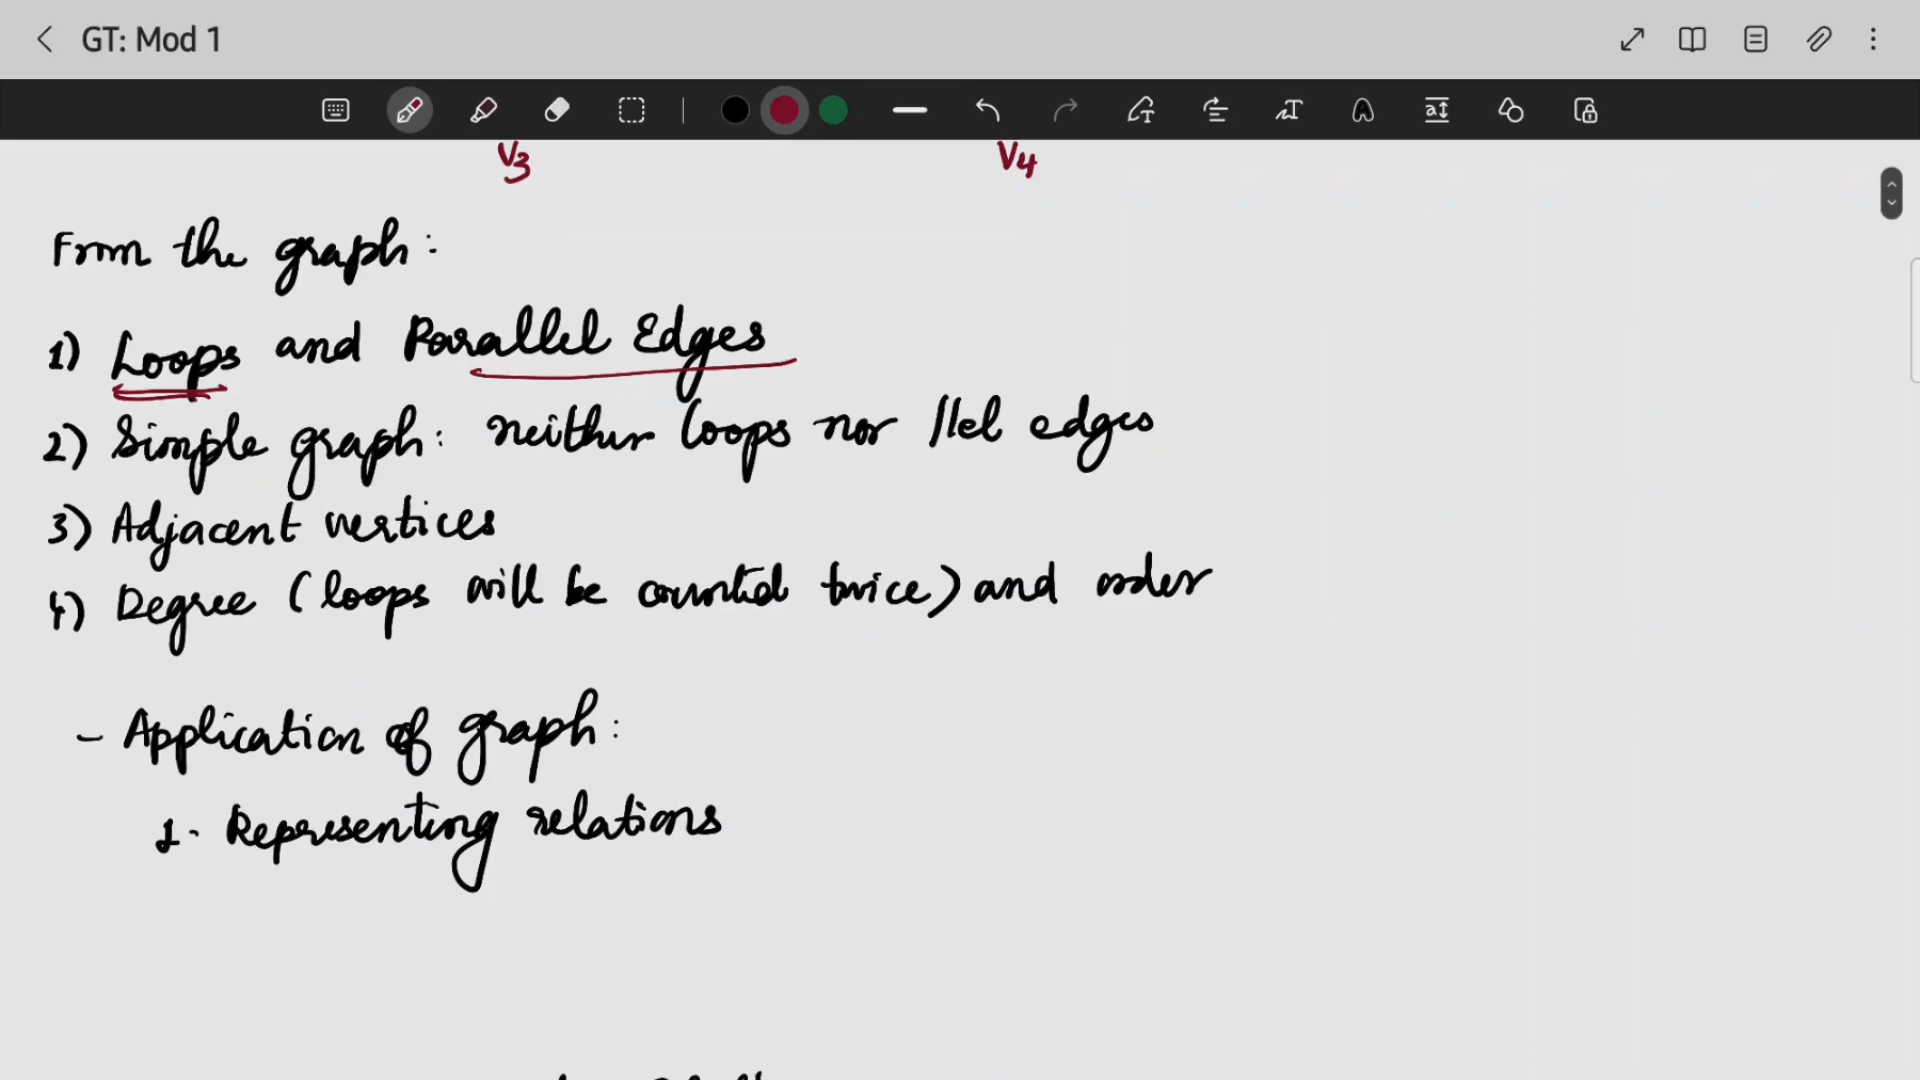 GT: Mod 1
V3 V4
From the graph:
1) Loops and Parallel Edges
2) Simple graph: neither loops nor //lel edges
3) Adjacent vertices
4) Degree (loops will be counted twice) and order
- Application of graph:
1. Representing relations